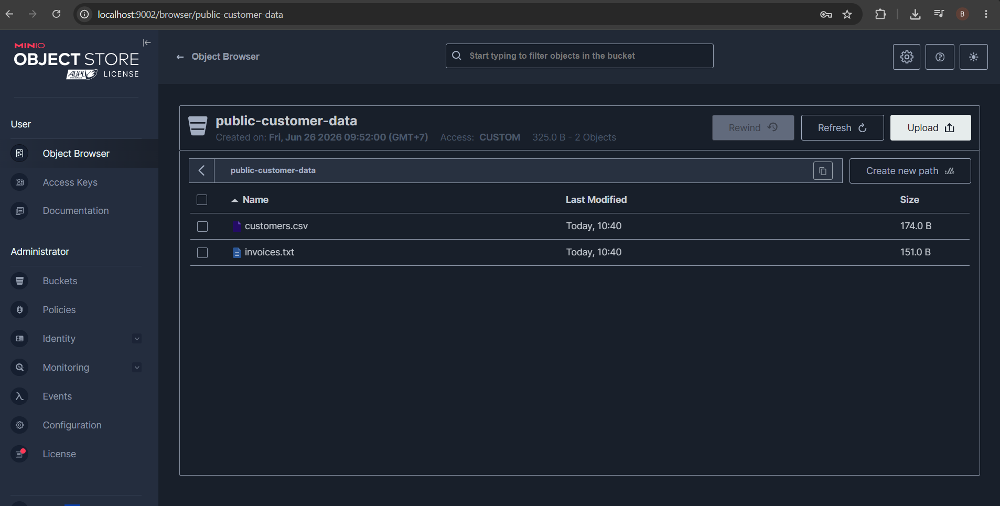 localhost:9002/browser/public-customer-data
B
MINIO
OBJECT STORE
AGPLv3 LICENSE
Object Browser
Start typing to filter objects in the bucket
User
Object Browser
Access Keys
Documentation
Administrator
Buckets
Policies
Identity
Monitoring
Events
Configuration
License
public-customer-data
Created on: Fri, Jun 26 2026 09:52:00 (GMT+7) Access: CUSTOM 325.0 B - 2 Objects
Rewind
Refresh
Upload
public-customer-data
Create new path
Name Last Modified Size
customers.csv Today, 10:40 174.0 B
invoices.txt Today, 10:40 151.0 B